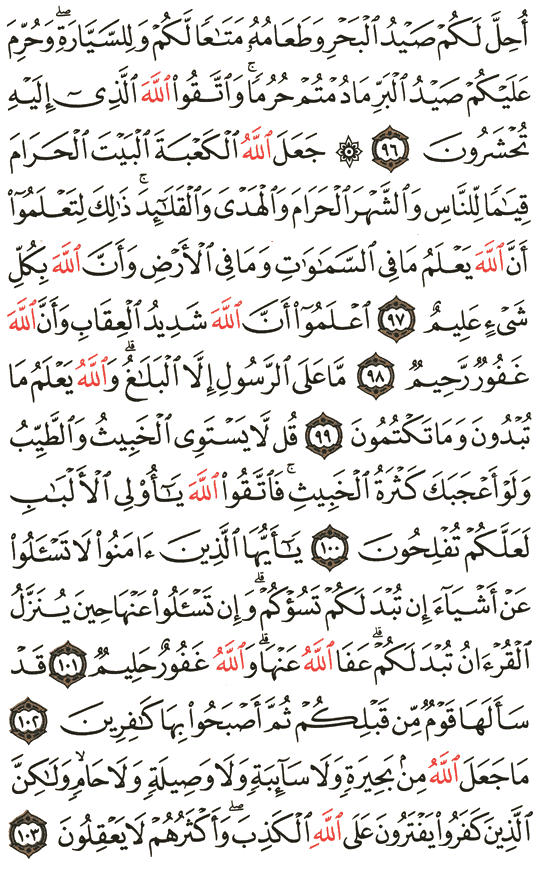 أُحِلَّ لَكُمۡ صَيۡدُ ٱلۡبَحۡرِ وَطَعَامُهُۥ مَتَٰعٗا لَّكُمۡ وَلِلسَّيَّارَةِۖ وَحُرِّمَ
عَلَيۡكُمۡ صَيۡدُ ٱلۡبَرِّ مَا دُمۡتُمۡ حُرُمٗاۗ وَٱتَّقُواْ ٱللَّهَ ٱلَّذِيٓ إِلَيۡهِ
تُحۡشَرُونَ ٩٦ ۞ جَعَلَ ٱللَّهُ ٱلۡكَعۡبَةَ ٱلۡبَيۡتَ ٱلۡحَرَامَ
قِيَٰمٗا لِّلنَّاسِ وَٱلشَّهۡرَ ٱلۡحَرَامَ وَٱلۡهَدۡيَ وَٱلۡقَلَٰٓئِدَۚ ذَٰلِكَ لِتَعۡلَمُوٓاْ
أَنَّ ٱللَّهَ يَعۡلَمُ مَا فِي ٱلسَّمَٰوَٰتِ وَمَا فِي ٱلۡأَرۡضِ وَأَنَّ ٱللَّهَ بِكُلِّ
شَيۡءٍ عَلِيمٌ ٩٧ ٱعۡلَمُوٓاْ أَنَّ ٱللَّهَ شَدِيدُ ٱلۡعِقَابِ وَأَنَّ ٱللَّهَ
غَفُورٞ رَّحِيمٞ ٩٨ مَّا عَلَى ٱلرَّسُولِ إِلَّا ٱلۡبَلَٰغُۗ وَٱللَّهُ يَعۡلَمُ مَا
تُبۡدُونَ وَمَا تَكۡتُمُونَ ٩٩ قُل لَّا يَسۡتَوِي ٱلۡخَبِيثُ وَٱلطَّيِّبُ
وَلَوۡ أَعۡجَبَكَ كَثۡرَةُ ٱلۡخَبِيثِۚ فَٱتَّقُواْ ٱللَّهَ يَٰٓأُوْلِي ٱلۡأَلۡبَٰبِ
لَعَلَّكُمۡ تُفۡلِحُونَ ١٠٠ يَٰٓأَيُّهَا ٱلَّذِينَ ءَامَنُواْ لَا تَسۡـَٔلُواْ
عَنۡ أَشۡيَآءَ إِن تُبۡدَ لَكُمۡ تَسُؤۡكُمۡۗ وَإِن تَسۡـَٔلُواْ عَنۡهَا حِينَ يُنَزَّلُ
ٱلۡقُرۡءَانُ تُبۡدَ لَكُمۡۗ عَفَا ٱللَّهُ عَنۡهَاۗ وَٱللَّهُ غَفُورٌ حَلِيمٞ ١٠١ قَدۡ
سَأَلَهَا قَوۡمٞ مِّن قَبۡلِكُمۡ ثُمَّ أَصۡبَحُواْ بِهَا كَٰفِرِينَ ١٠٢
مَا جَعَلَ ٱللَّهُ مِنۢ بَحِيرَةٖ وَلَا سَآئِبَةٖ وَلَا وَصِيلَةٖ وَلَا حَامٖ وَلَٰكِنَّ
ٱلَّذِينَ كَفَرُواْ يَفۡتَرُونَ عَلَى ٱللَّهِ ٱلۡكَذِبَۖ وَأَكۡثَرُهُمۡ لَا يَعۡقِلُونَ ١٠٣